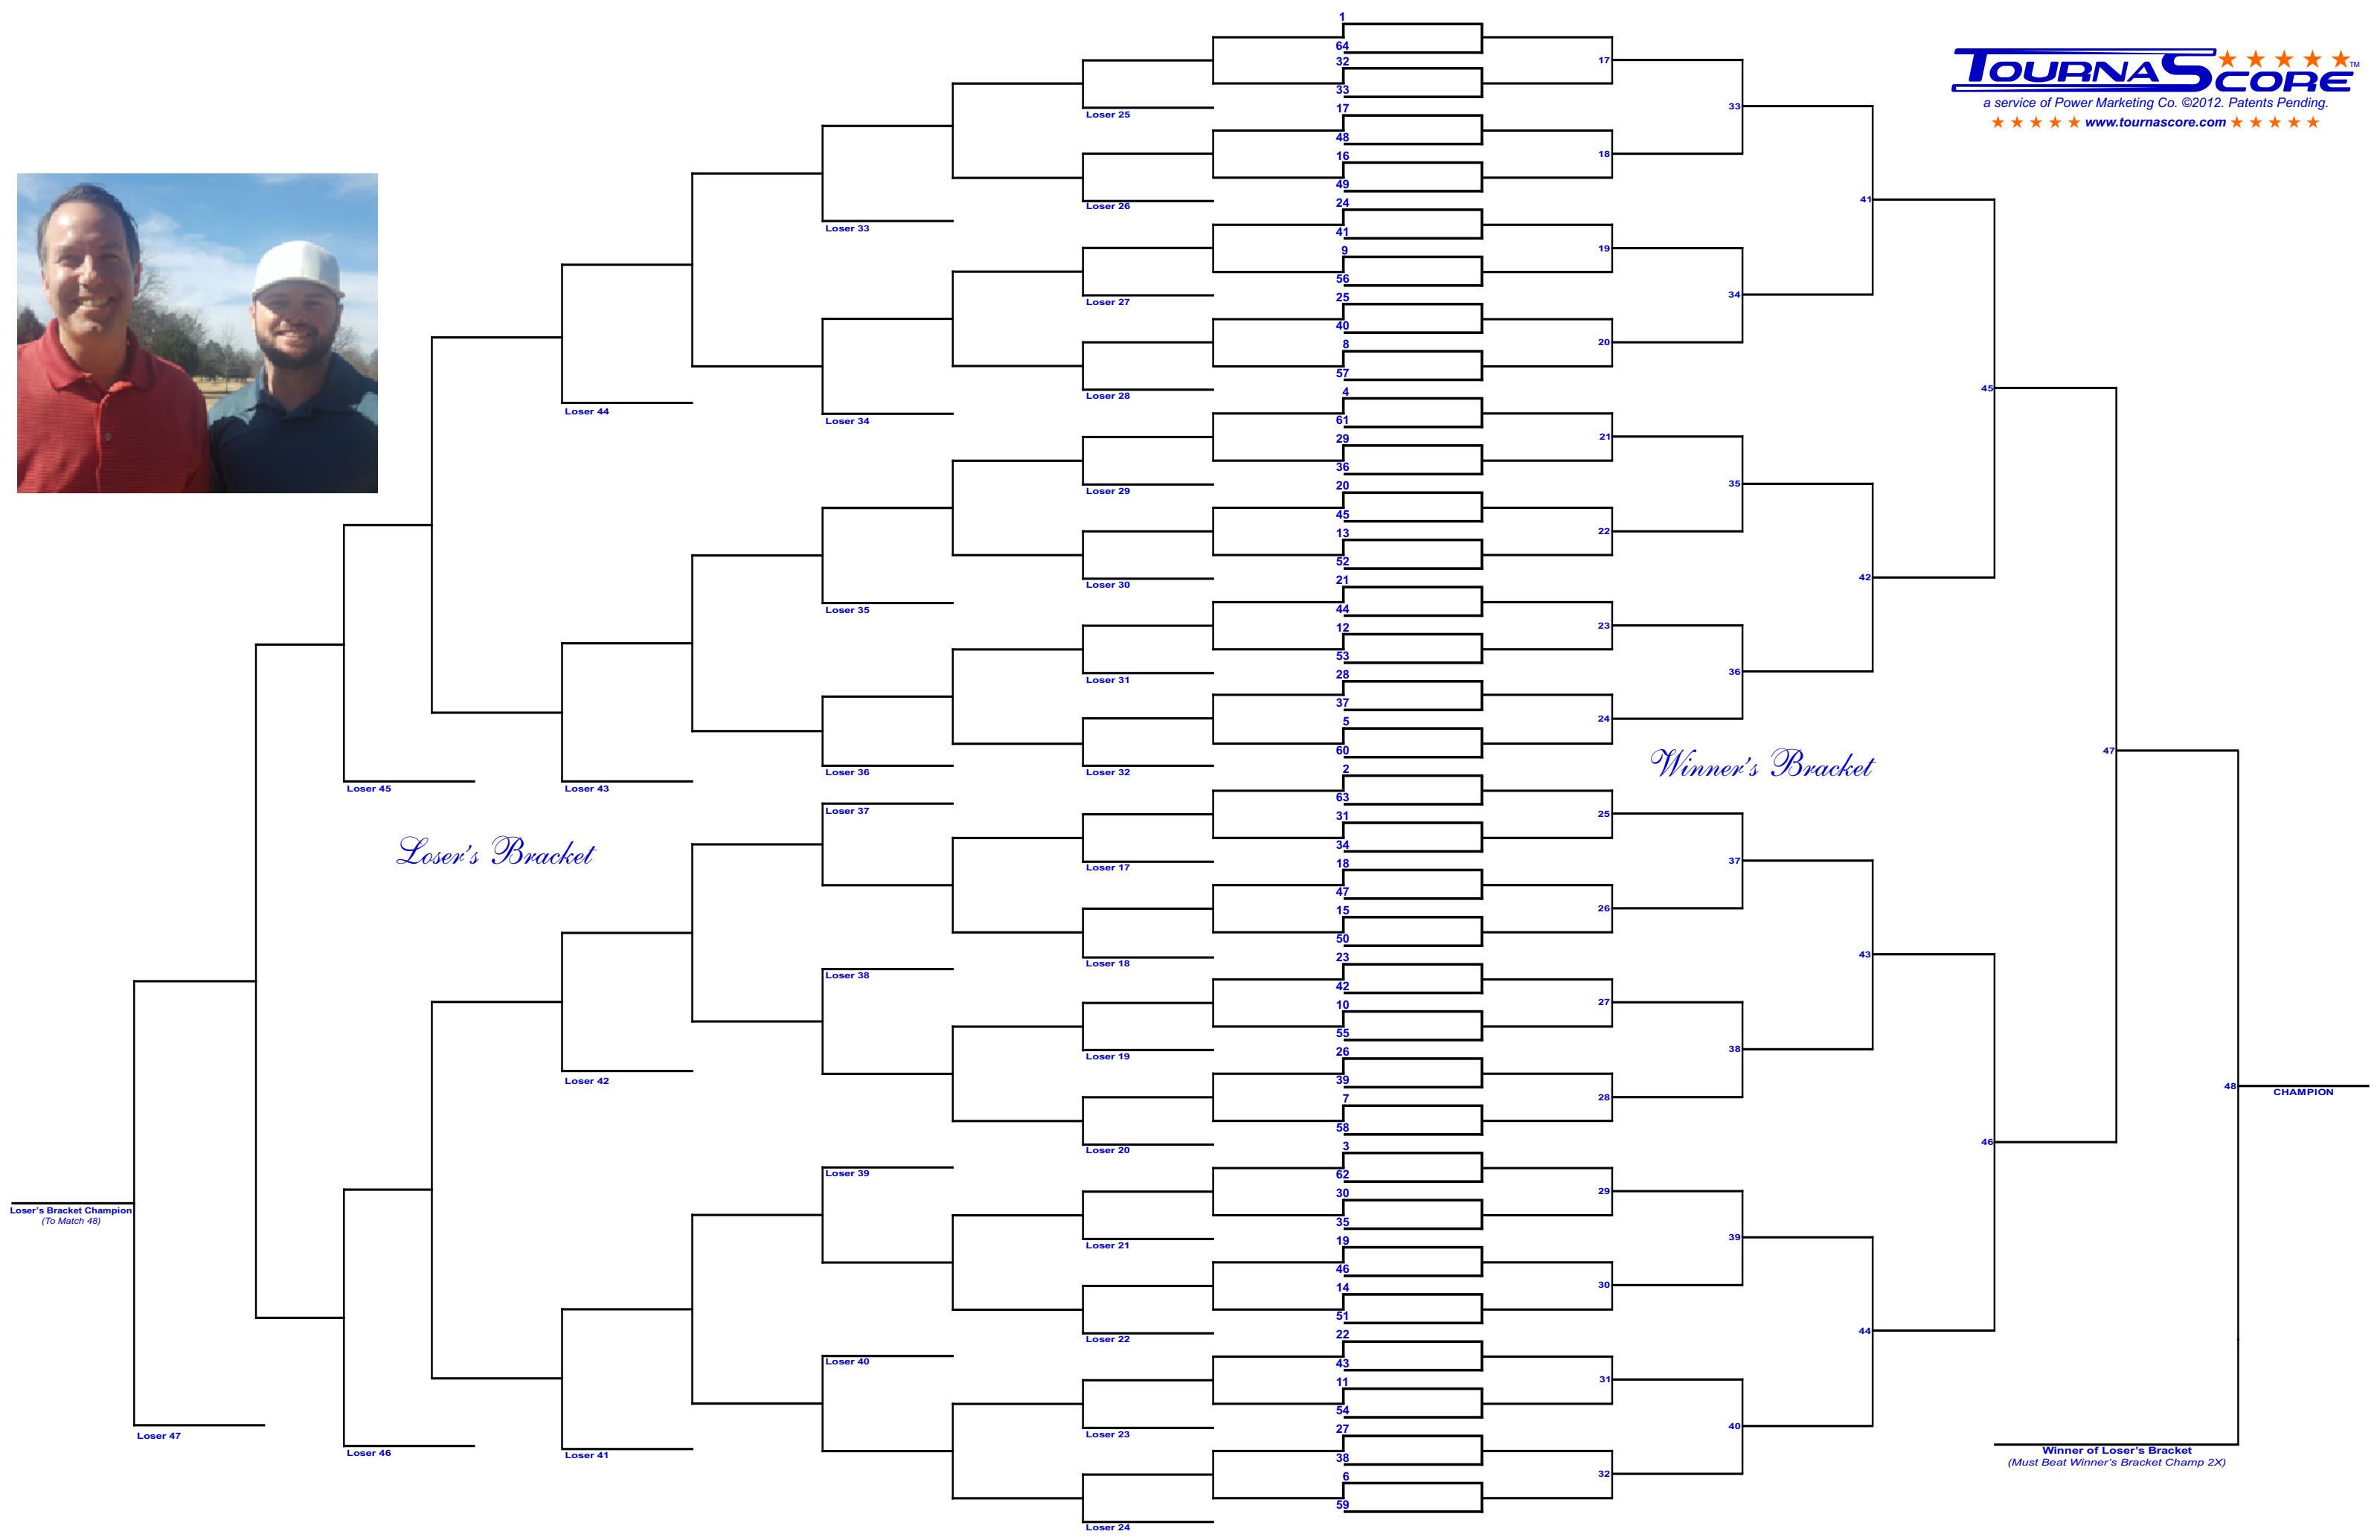 TOURNASCORE TM
a service of Power Marketing Co. ©2012. Patents Pending.
www.tournascore.com
1
64
32
33
17
48
16
49
24
41
9
56
25
40
8
57
4
61
29
36
20
45
13
52
21
44
12
53
28
37
5
60
2
63
31
34
18
47
15
50
23
42
10
55
26
39
7
58
3
62
30
35
19
46
14
51
22
43
11
54
27
38
6
59
17
18
19
20
21
22
23
24
25
26
27
28
29
30
31
32
33
34
35
36
37
38
39
40
41
42
43
44
45
46
47
48
CHAMPION
Winner's Bracket
Winner of Loser's Bracket
(Must Beat Winner's Bracket Champ 2X)
Loser 25
Loser 26
Loser 27
Loser 28
Loser 29
Loser 30
Loser 31
Loser 32
Loser 17
Loser 18
Loser 19
Loser 20
Loser 21
Loser 22
Loser 23
Loser 24
Loser 33
Loser 34
Loser 35
Loser 36
Loser 37
Loser 38
Loser 39
Loser 40
Loser 44
Loser 43
Loser 42
Loser 41
Loser 45
Loser 46
Loser 47
Loser's Bracket
Loser's Bracket Champion
(To Match 48)